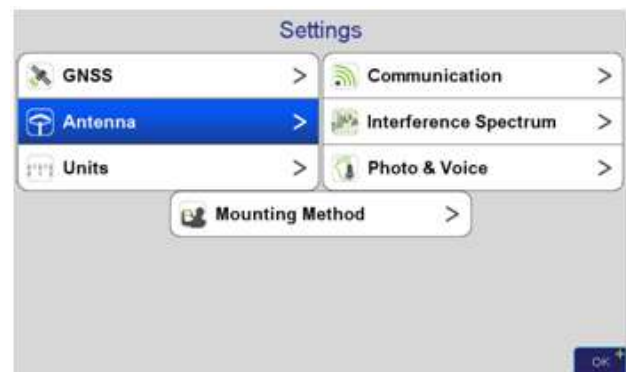 Settings
GNSS > Communication >
Antenna > Interference Spectrum >
Units > Photo & Voice >
Mounting Method >
OK